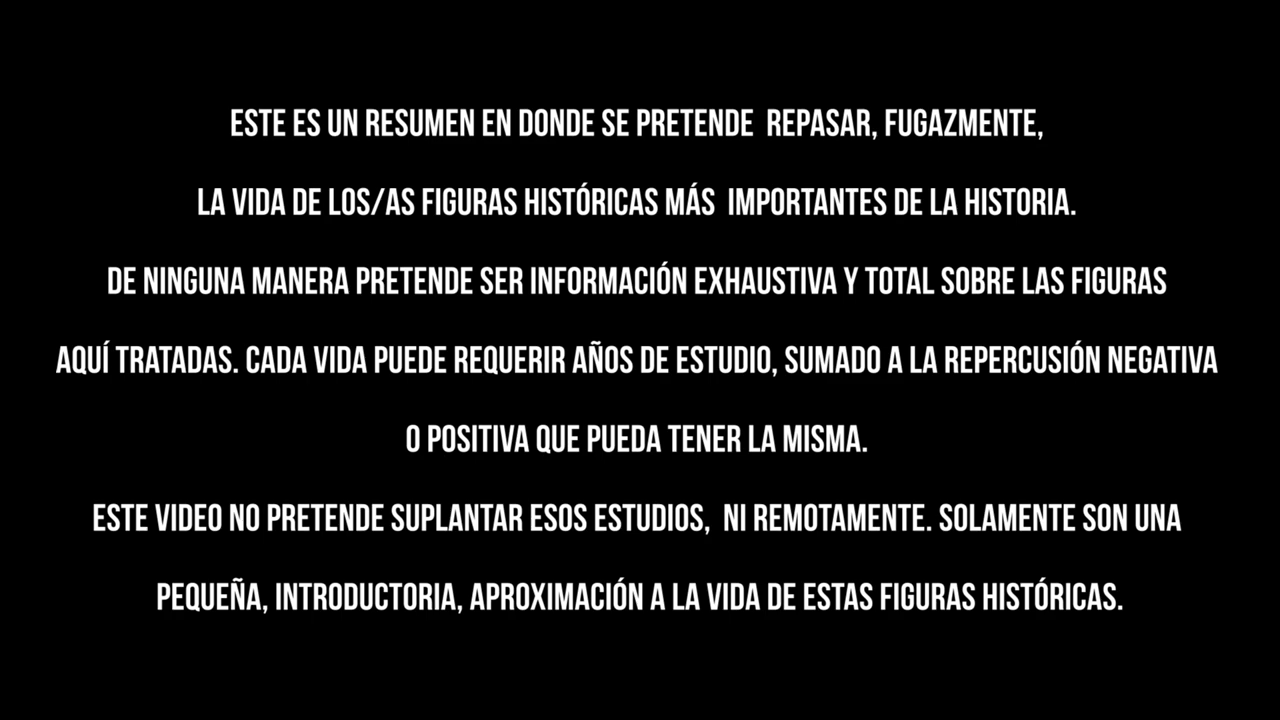 ESTE ES UN RESUMEN EN DONDE SE PRETENDE REPASAR, FUGAZMENTE,
LA VIDA DE LOS/AS FIGURAS HISTÓRICAS MÁS IMPORTANTES DE LA HISTORIA.
DE NINGUNA MANERA PRETENDE SER INFORMACIÓN EXHAUSTIVA Y TOTAL SOBRE LAS FIGURAS
AQUÍ TRATADAS. CADA VIDA PUEDE REQUERIR AÑOS DE ESTUDIO, SUMADO A LA REPERCUSIÓN NEGATIVA
O POSITIVA QUE PUEDA TENER LA MISMA.
ESTE VIDEO NO PRETENDE SUPLANTAR ESOS ESTUDIOS, NI REMOTAMENTE. SOLAMENTE SON UNA
PEQUEÑA, INTRODUCTORIA, APROXIMACIÓN A LA VIDA DE ESTAS FIGURAS HISTÓRICAS.